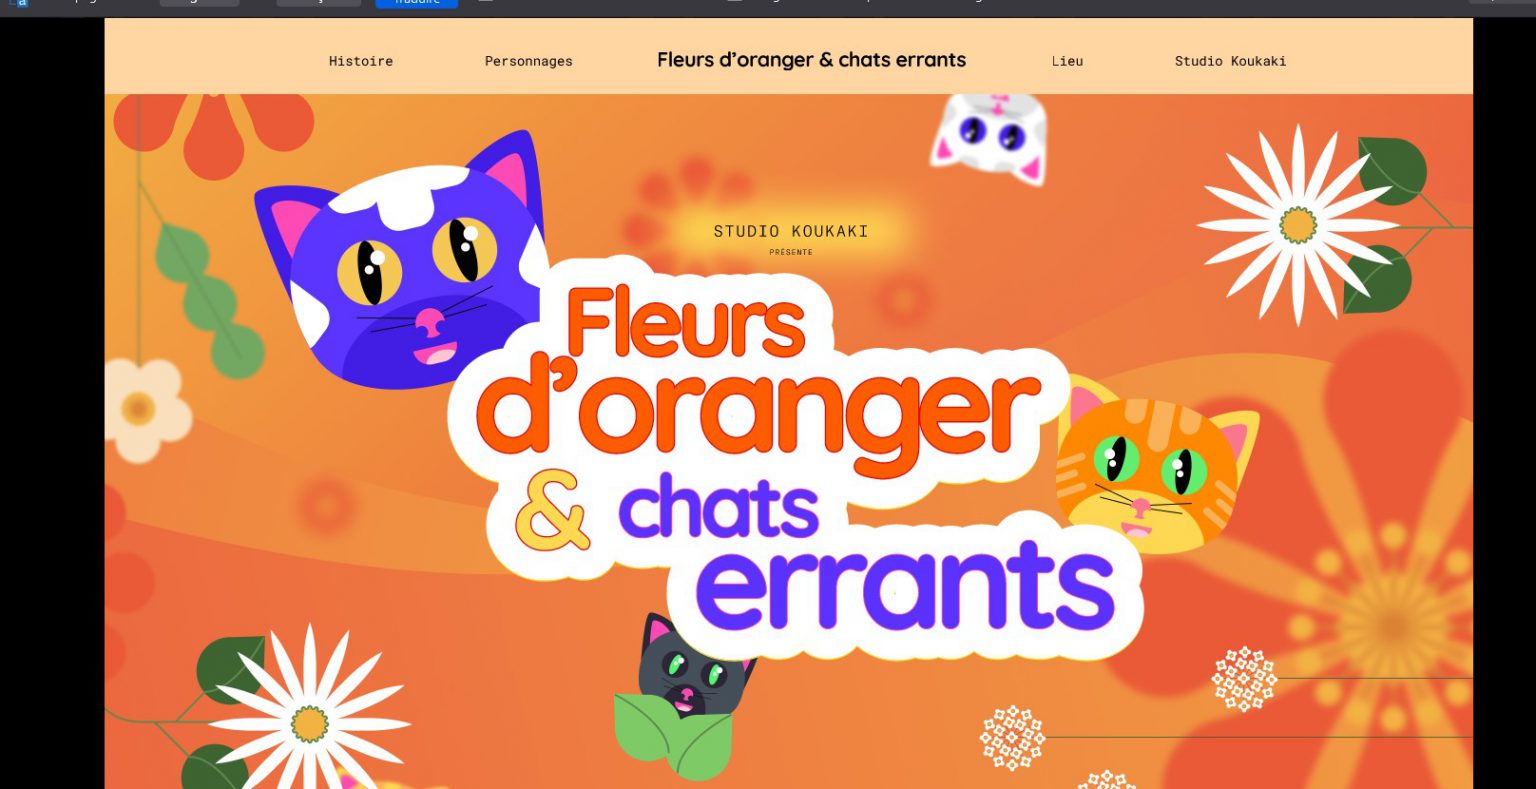 Traduire
Histoire
Personnages
Fleurs d’oranger & chats errants
Lieu
Studio Koukaki
STUDIO KOUKAKI
PRÉSENTE
Fleurs
d’oranger
& chats
errants